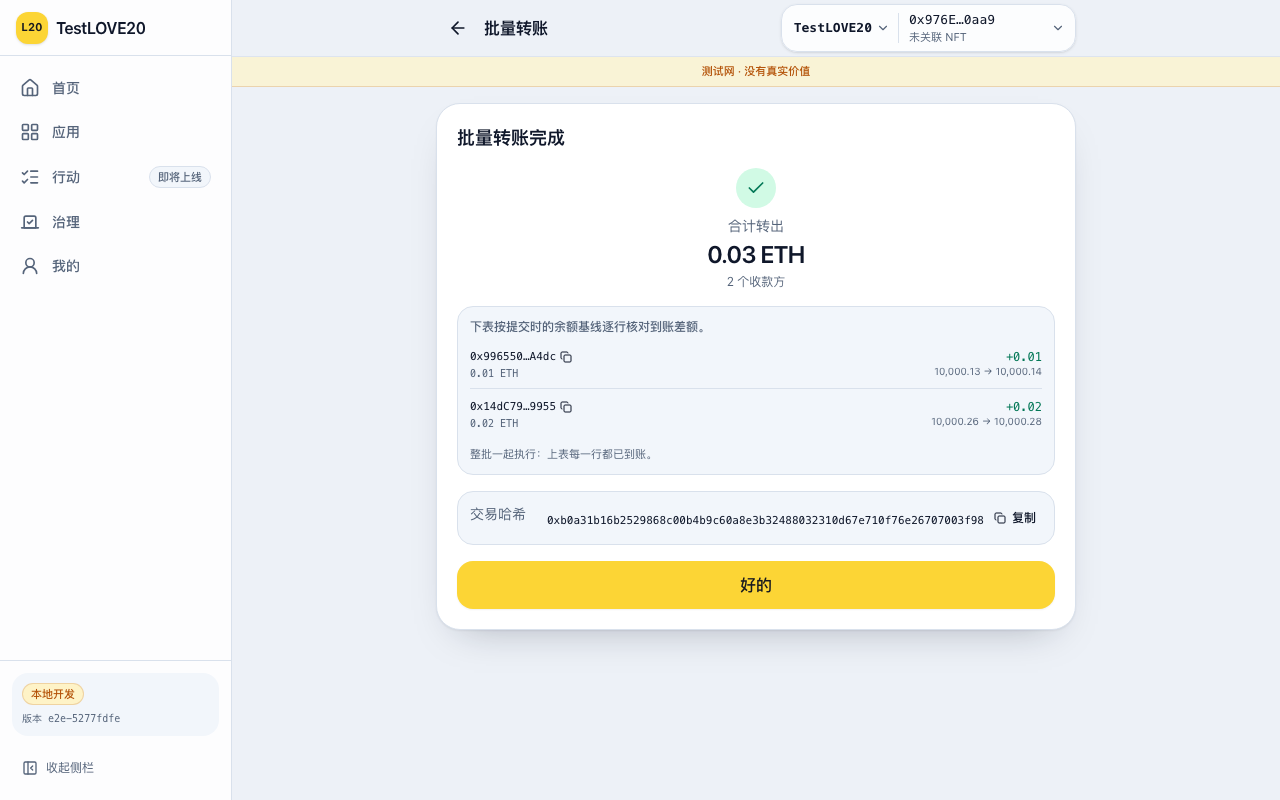 L20 TestLOVE20
首页
应用
行动 即将上线
治理
我的
本地开发
版本 e2e-5277fdfe
收起侧栏
批量转账
TestLOVE20
0x976E…0aa9
未关联 NFT
测试网 · 没有真实价值
批量转账完成
合计转出
0.03 ETH
2 个收款方
下表按提交时的余额基线逐行核对到账差额。
0x996550…A4dc +0.01
0.01 ETH 10,000.13 → 10,000.14
0x14dC79…9955 +0.02
0.02 ETH 10,000.26 → 10,000.28
整批一起执行：上表每一行都已到账。
交易哈希 0xb0a31b16b2529868c00b4b9c60a8e3b32488032310d67e710f76e26707003f98 复制
好的